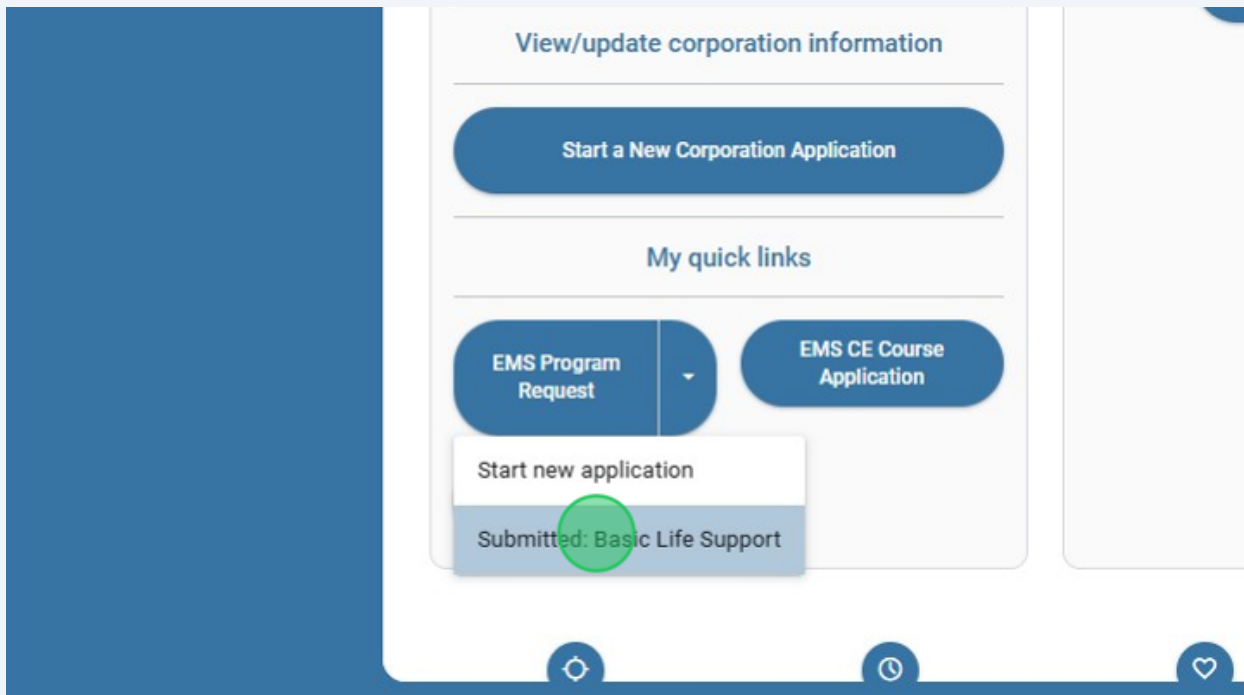 View/update corporation information
Start a New Corporation Application
My quick links
EMS Program
Request
EMS CE Course
Application
Start new application
Submitted: Basic Life Support